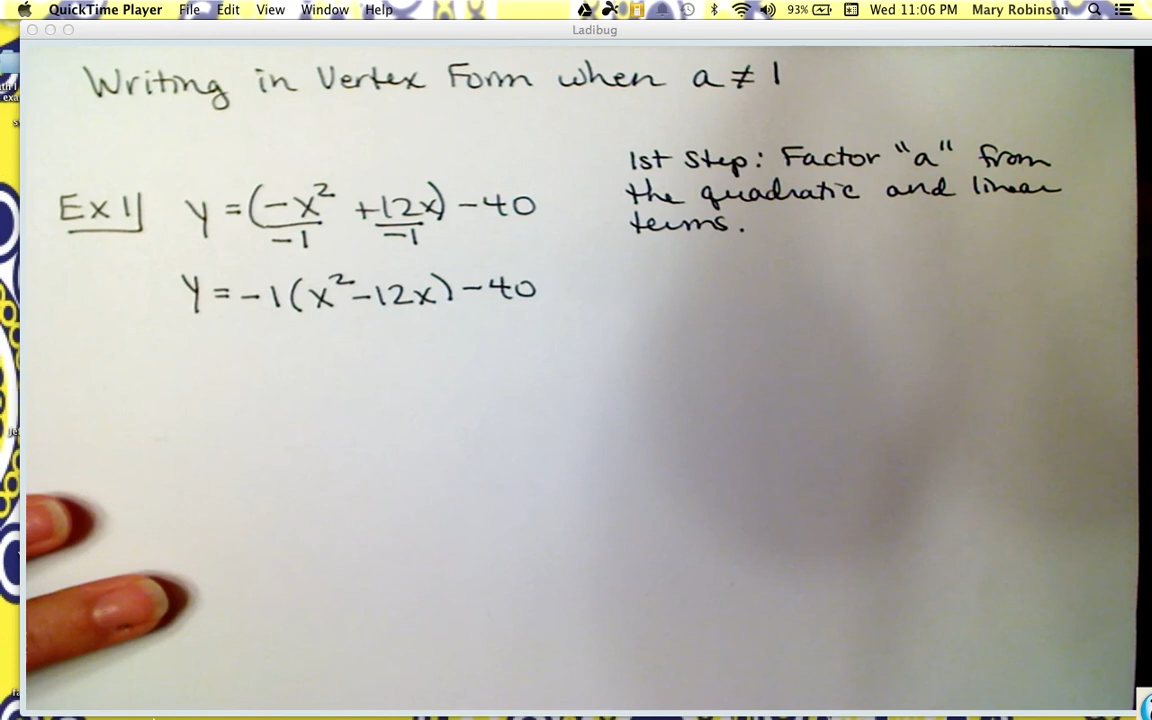 QuickTime Player File Edit View Window Help 93% Wed 11:06 PM Mary Robinson
Ladibug
Writing in Vertex Form when a ≠ 1
1st Step: Factor "a" from
the quadratic and linear
terms.
Ex 1 y = (-x² + 12x) - 40
-1 -1
y = -1(x² - 12x) - 40